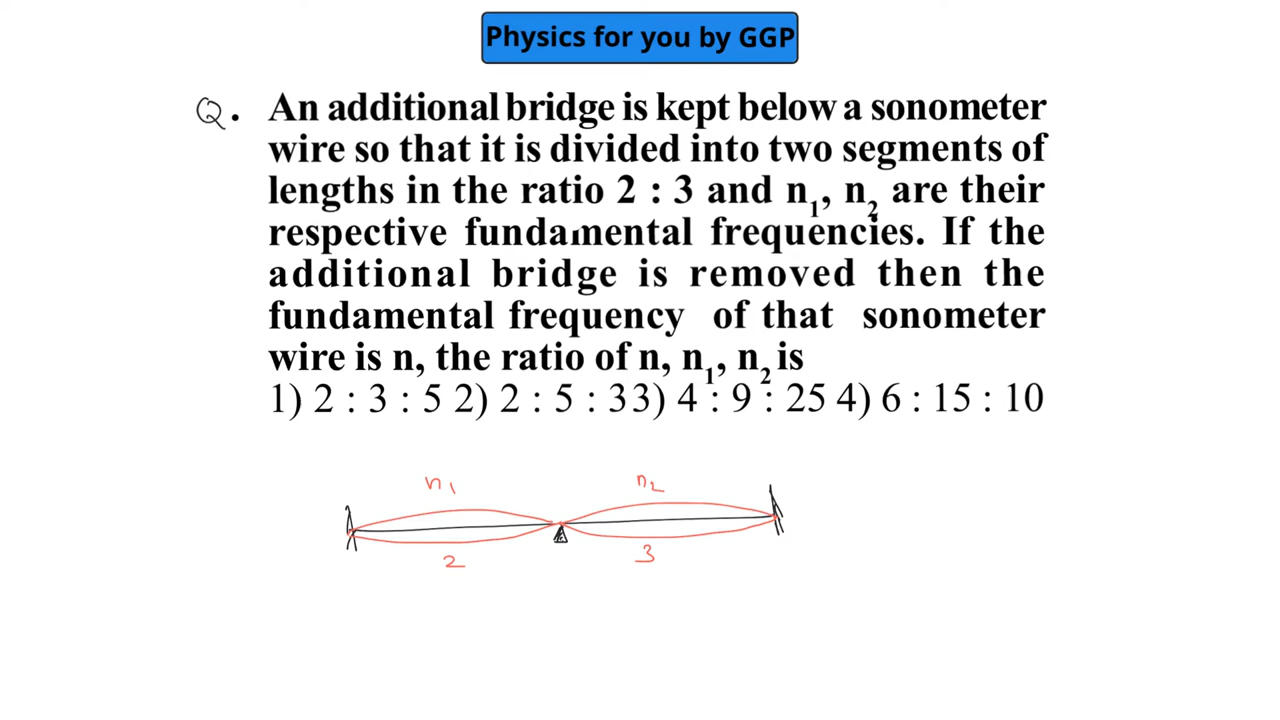 Physics for you by GGP
Q. An additional bridge is kept below a sonometer
wire so that it is divided into two segments of
lengths in the ratio 2 : 3 and n₁, n₂ are their
respective fundamental frequencies. If the
additional bridge is removed then the
fundamental frequency of that sonometer
wire is n, the ratio of n, n₁, n₂ is
1) 2 : 3 : 5 2) 2 : 5 : 33) 4 : 9 : 25 4) 6 : 15 : 10
n₁ n₂
2 3